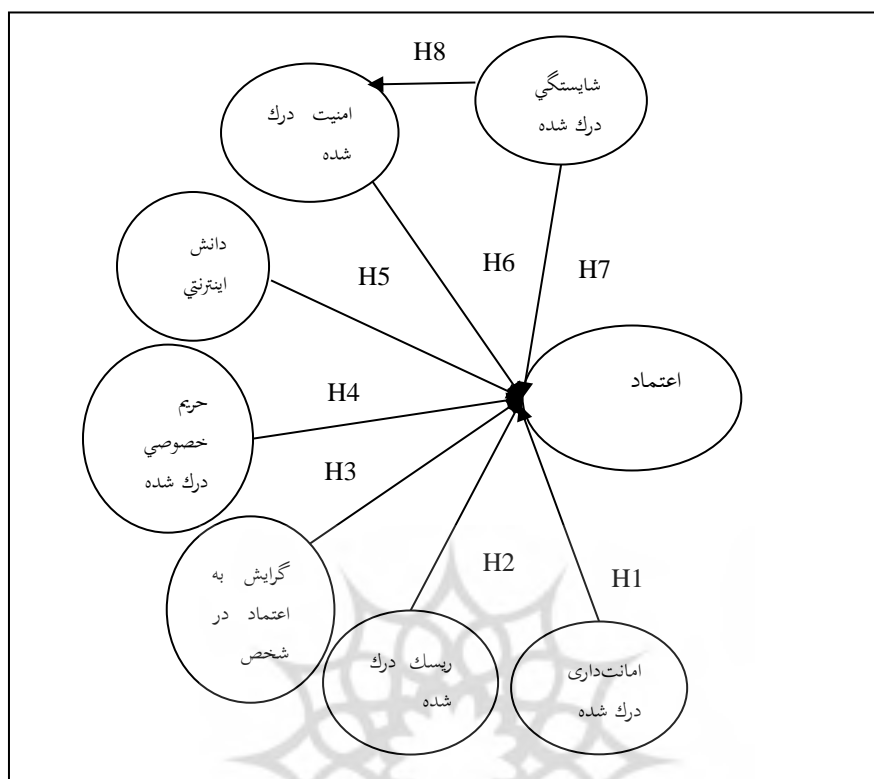 H8
شايستگي
درك شده
امنيت درك
شده
دانش
اينترنتي
H5
H6
H7
اعتماد
حريم
خصوصي
درك شده
H4
H3
گرايش به
اعتماد در
شخص
H2
H1
ريسك درك
شده
امانت‌داری
درك شده